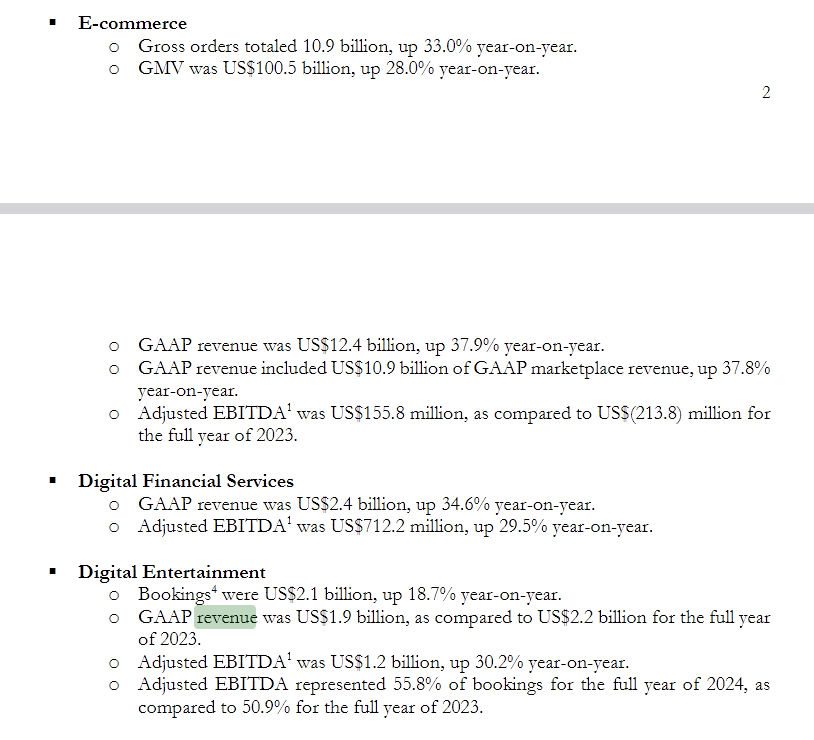 ▪ E-commerce
o Gross orders totaled 10.9 billion, up 33.0% year-on-year.
o GMV was US$100.5 billion, up 28.0% year-on-year.
2
o GAAP revenue was US$12.4 billion, up 37.9% year-on-year.
o GAAP revenue included US$10.9 billion of GAAP marketplace revenue, up 37.8%
year-on-year.
o Adjusted EBITDA¹ was US$155.8 million, as compared to US$(213.8) million for
the full year of 2023.
▪ Digital Financial Services
o GAAP revenue was US$2.4 billion, up 34.6% year-on-year.
o Adjusted EBITDA¹ was US$712.2 million, up 29.5% year-on-year.
▪ Digital Entertainment
o Bookings⁴ were US$2.1 billion, up 18.7% year-on-year.
o GAAP revenue was US$1.9 billion, as compared to US$2.2 billion for the full year
of 2023.
o Adjusted EBITDA¹ was US$1.2 billion, up 30.2% year-on-year.
o Adjusted EBITDA represented 55.8% of bookings for the full year of 2024, as
compared to 50.9% for the full year of 2023.